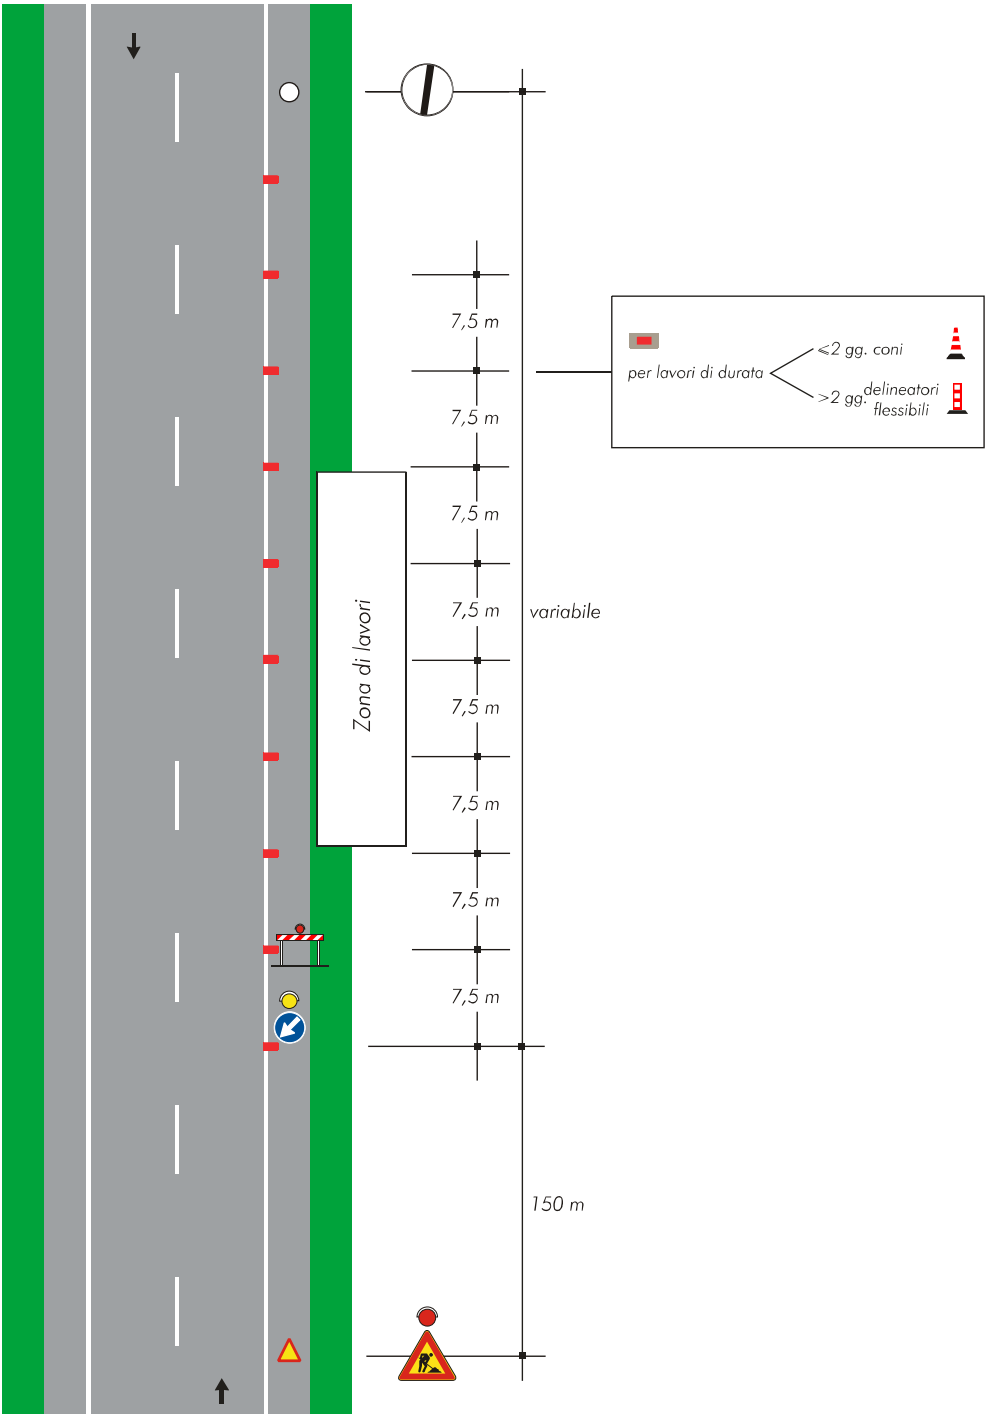 7,5 m
per lavori di durata
⩽2 gg. coni
>2 gg. delineatori
flessibili
7,5 m
7,5 m
7,5 m
variabile
Zona di lavori
7,5 m
7,5 m
7,5 m
7,5 m
150 m